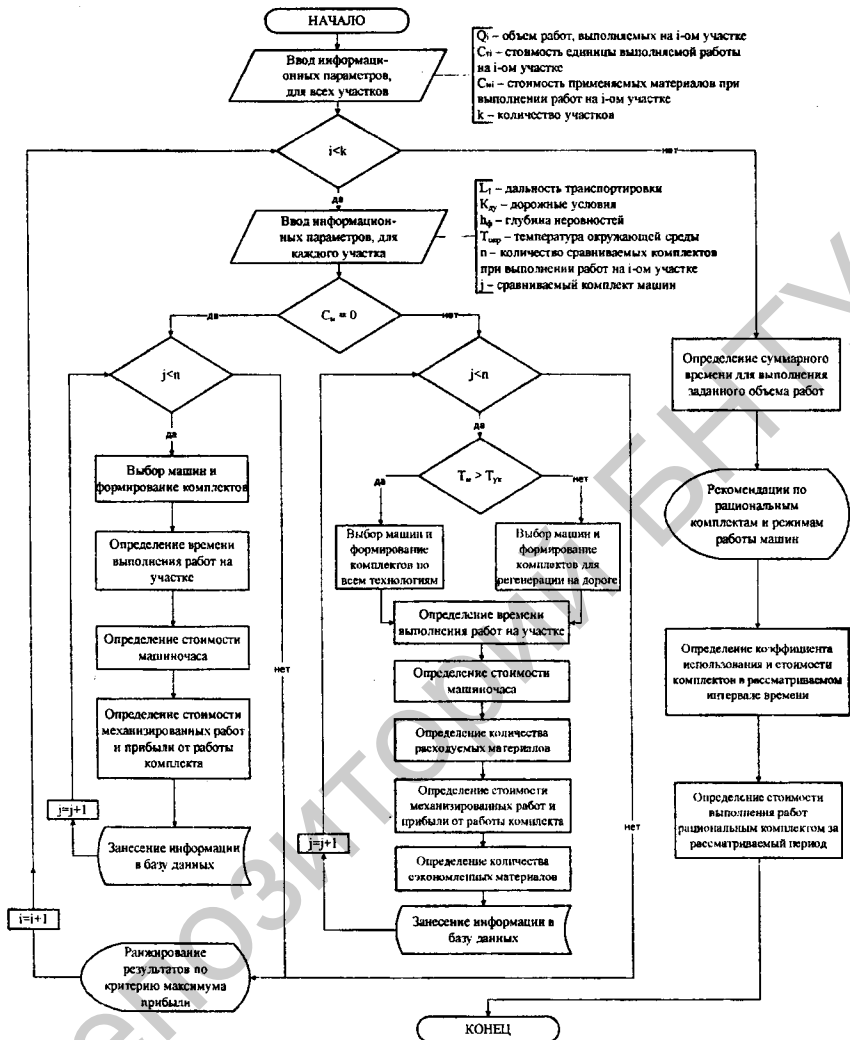 НАЧАЛО
Ввод информаци-
онных параметров,
для всех участков
Qi – объем работ, выполняемых на i-ом участке
Cтi – стоимость единицы выполняемой работы
на i-ом участке
Cмi – стоимость применяемых материалов при
выполнении работ на i-ом участке
k – количество участков
i<k
нет
да
Ввод информацион-
ных параметров, для
каждого участка
L1 – дальность транспортировки
Kду – дорожные условия
hф – глубина неровностей
Tокр – температура окружающей среды
n – количество сравниваемых комплектов
при выполнении работ на i-ом участке
j – сравниваемый комплект машин
Cм = 0
да
нет
j<n
да
нет
Выбор машин и
формирование комплектов
Определение времени
выполнения работ на
участке
Определение стоимости
машиночаса
Определение стоимости
механизированных работ
и прибыли от работы
комплекта
Занесение информации
в базу данных
j=j+1
j<n
да
нет
Tм > Tук
да
нет
Выбор машин и
формирование
комплектов по
всем технологиям
Выбор машин и
формирование
комплектов для
регенерации на дороге
Определение времени
выполнения работ на участке
Определение стоимости
машиночаса
Определение количества
расходуемых материалов
Определение стоимости
механизированных работ и
прибыли от работы комплекта
Определение количества
сэкономленных материалов
Занесение информации в
базу данных
j=j+1
i=i+1
Ранжирование
результатов по
критерию максимума
прибыли
Определение суммарного
времени для выполнения
заданного объема работ
Рекомендации по
рациональным
комплектам и режимам
работы машин
Определение коэффициента
использования и стоимости
комплектов в рассматриваемом
интервале времени
Определение стоимости
выполнения работ
рациональным комплектом за
рассматриваемый период
КОНЕЦ
Репозиторий БНТУ